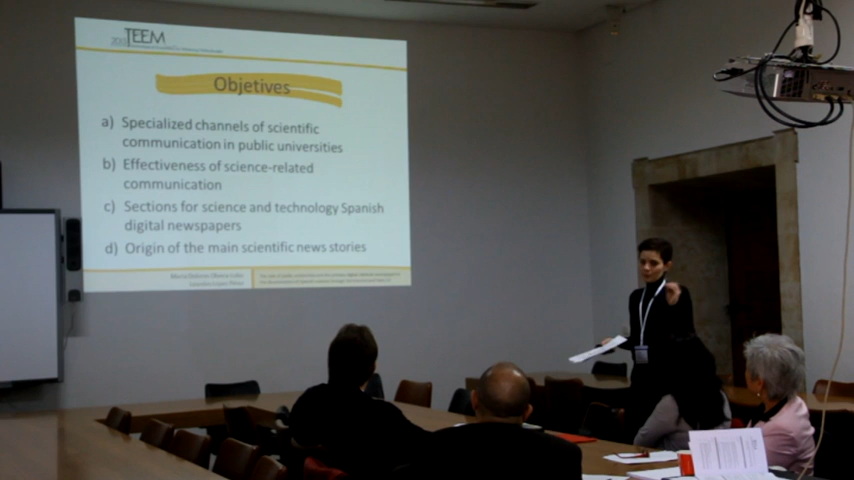 2013 TEEM
Objetives
a) Specialized channels of scientific
communication in public universities
b) Effectiveness of science-related
communication
c) Sections for science and technology Spanish
digital newspapers
d) Origin of the main scientific news stories